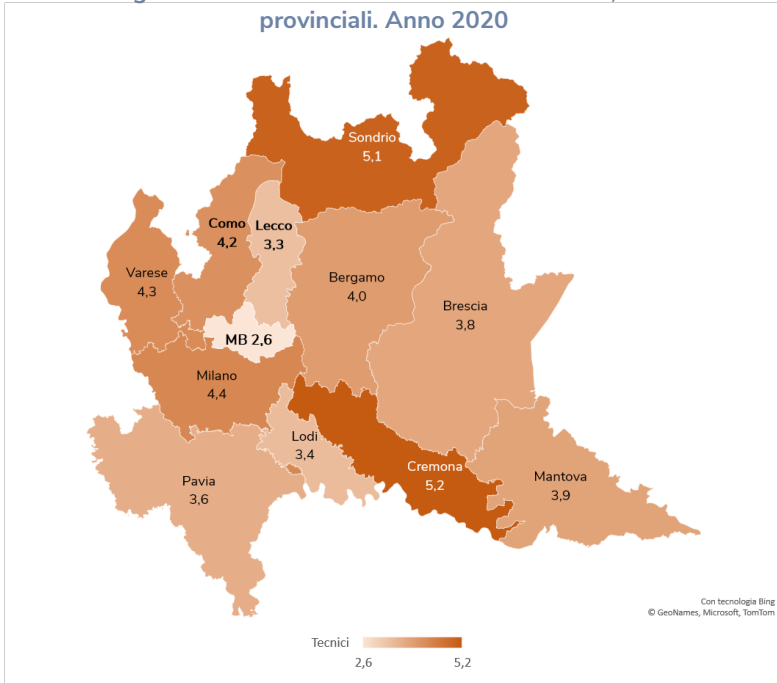 provinciali. Anno 2020
Sondrio
5,1
Como
4,2
Lecco
3,3
Varese
4,3
Bergamo
4,0
Brescia
3,8
MB 2,6
Milano
4,4
Lodi
3,4
Cremona
5,2
Pavia
3,6
Mantova
3,9
Con tecnologia Bing
© GeoNames, Microsoft, TomTom
Tecnici
2,6
5,2